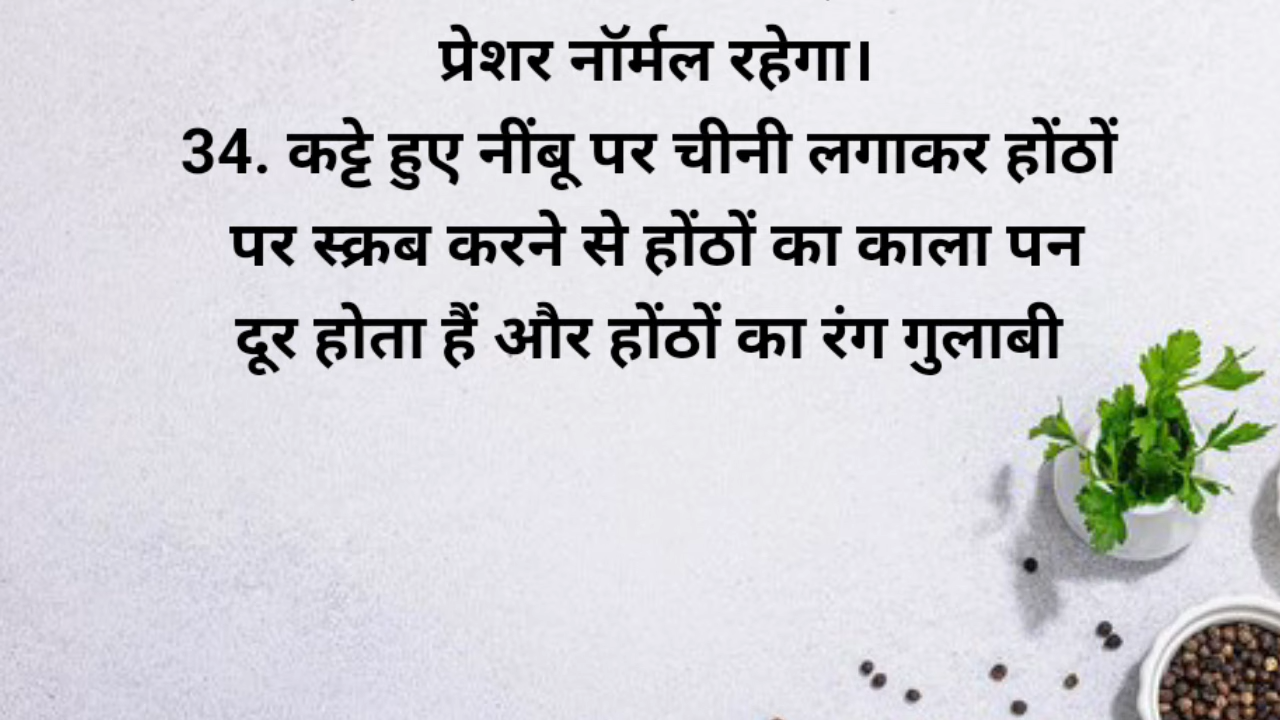 प्रेशर नॉर्मल रहेगा।
34. कट्टे हुए नींबू पर चीनी लगाकर होंठों
पर स्क्रब करने से होंठों का काला पन
दूर होता हैं और होंठों का रंग गुलाबी